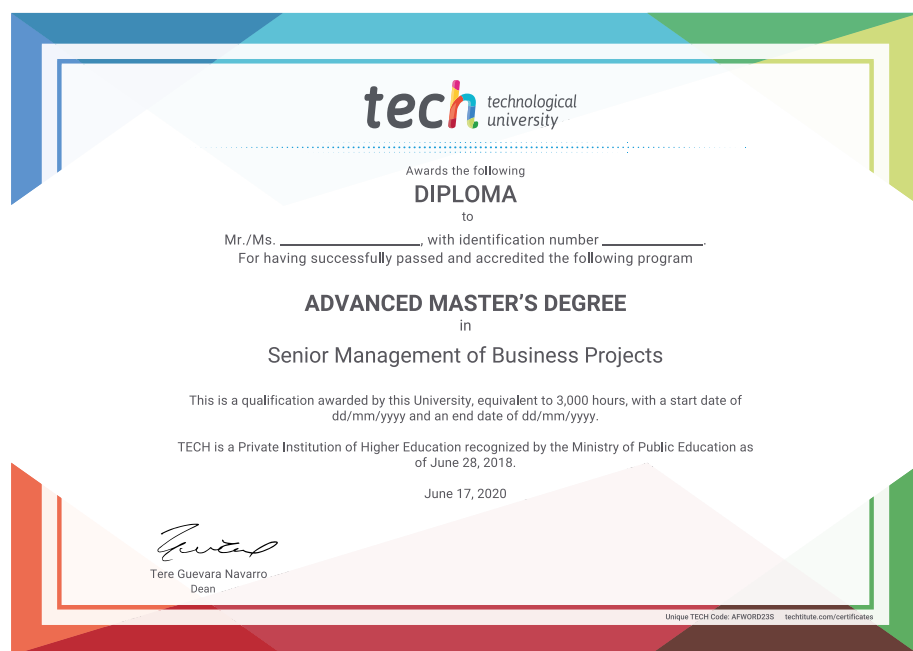 tech technological
university
Awards the following
DIPLOMA
to
Mr./Ms. ____________, with identification number ____________.
For having successfully passed and accredited the following program
ADVANCED MASTER'S DEGREE
in
Senior Management of Business Projects
This is a qualification awarded by this University, equivalent to 3,000 hours, with a start date of
dd/mm/yyyy and an end date of dd/mm/yyyy.
TECH is a Private Institution of Higher Education recognized by the Ministry of Public Education as
of June 28, 2018.
June 17, 2020
Tere Guevara Navarro
Dean
Unique TECH Code: AFWORD23S techtitute.com/certificates